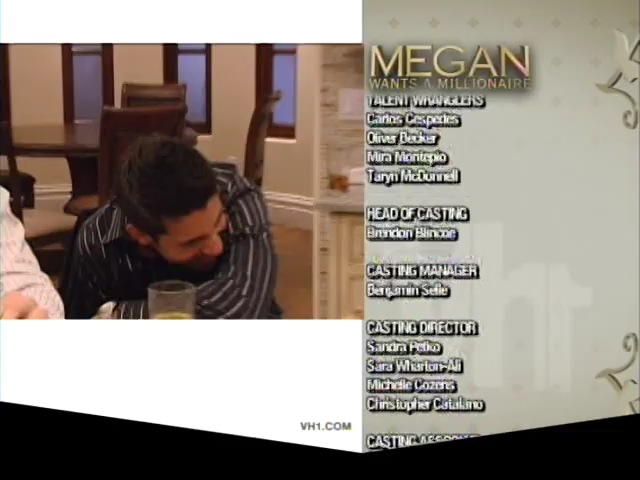 MEGAN
WANTS A MILLIONAIRE
TALENT WRANGLERS
Carlos Cespedes
Oliver Becker
Mira Montepio
Taryn McDonnell
HEAD OF CASTING
Brendon Blincoe
CASTING MANAGER
Benjamin Selle
CASTING DIRECTOR
Sandra Petko
Sara Wharton-Ali
Michelle Cozens
Christopher Catalano
CASTING
VH1.COM